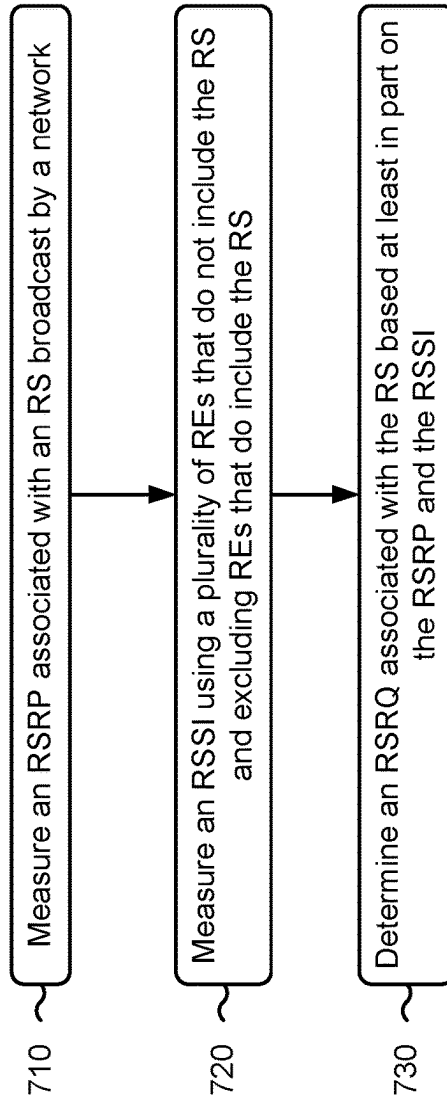 710
Measure an RSRP associated with an RS broadcast by a network
720
Measure an RSSI using a plurality of REs that do not include the RS
and excluding REs that do include the RS
730
Determine an RSRQ associated with the RS based at least in part on
the RSRP and the RSSI